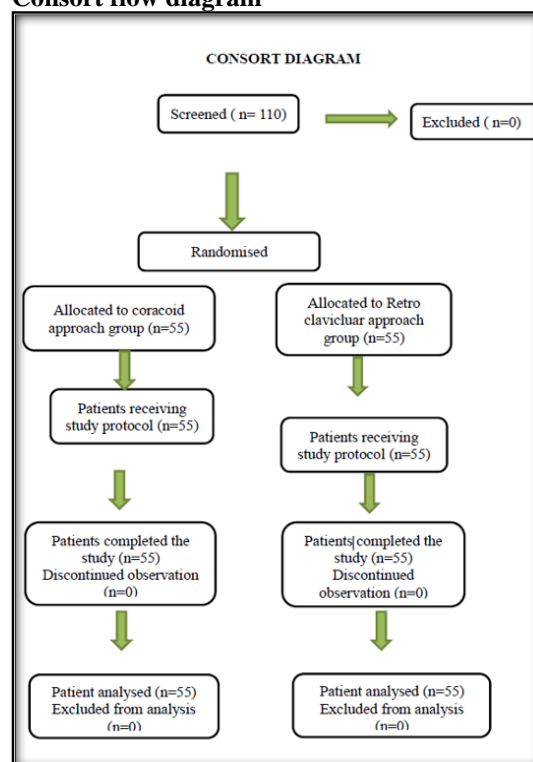 Consort flow diagram
CONSORT DIAGRAM
Screened ( n= 110)
Excluded ( n=0)
Randomised
Allocated to coracoid
approach group (n=55)
Allocated to Retro
clavicluar approach
group (n=55)
Patients receiving
study protocol (n=55)
Patients receiving
study protocol (n=55)
Patients completed the
study (n=55)
Discontinued observation
(n=0)
Patients completed the
study (n=55)
Discontinued
observation (n=0)
Patient analysed (n=55)
Excluded from analysis
(n=0)
Patient analysed (n=55)
Excluded from analysis
(n=0)